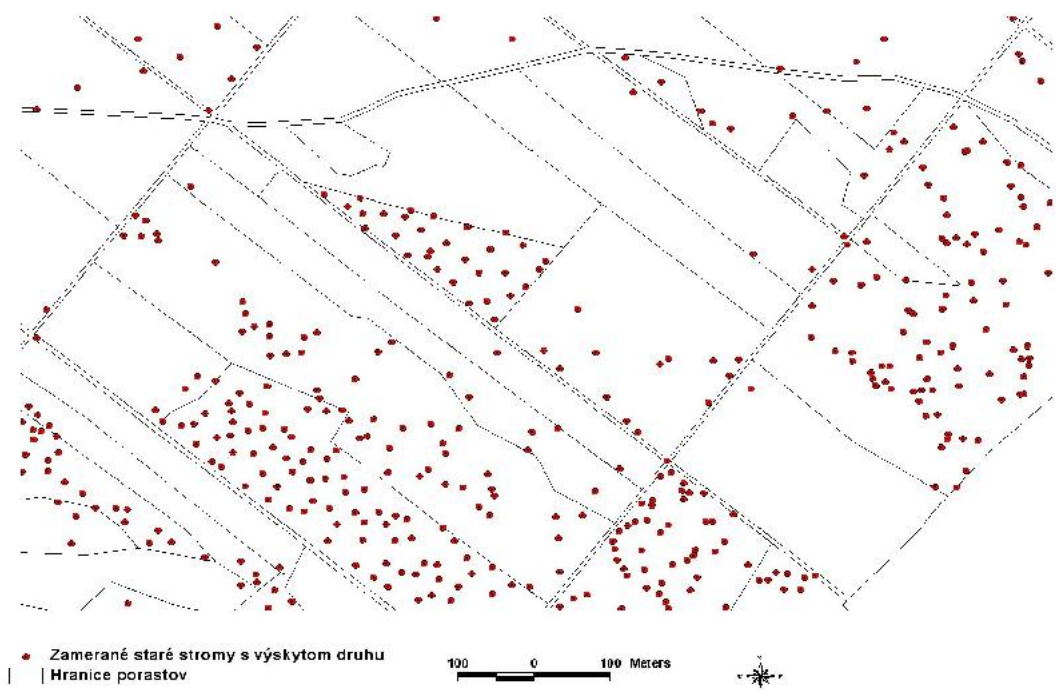 Zamerané staré stromy s výskytom druhu
Hranice porastov
100 0 100 Meters